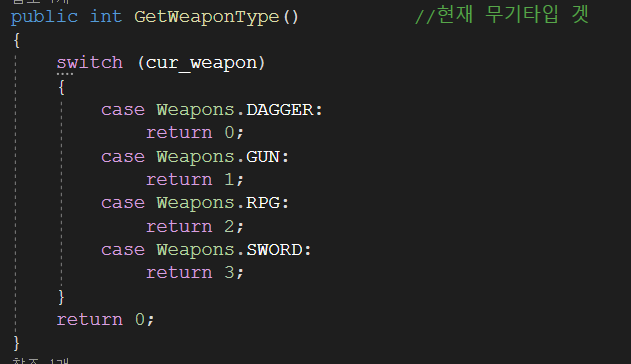 public int GetWeaponType() //현재 무기타입 겟
{
switch (cur_weapon)
{
case Weapons.DAGGER:
return 0;
case Weapons.GUN:
return 1;
case Weapons.RPG:
return 2;
case Weapons.SWORD:
return 3;
}
return 0;
}